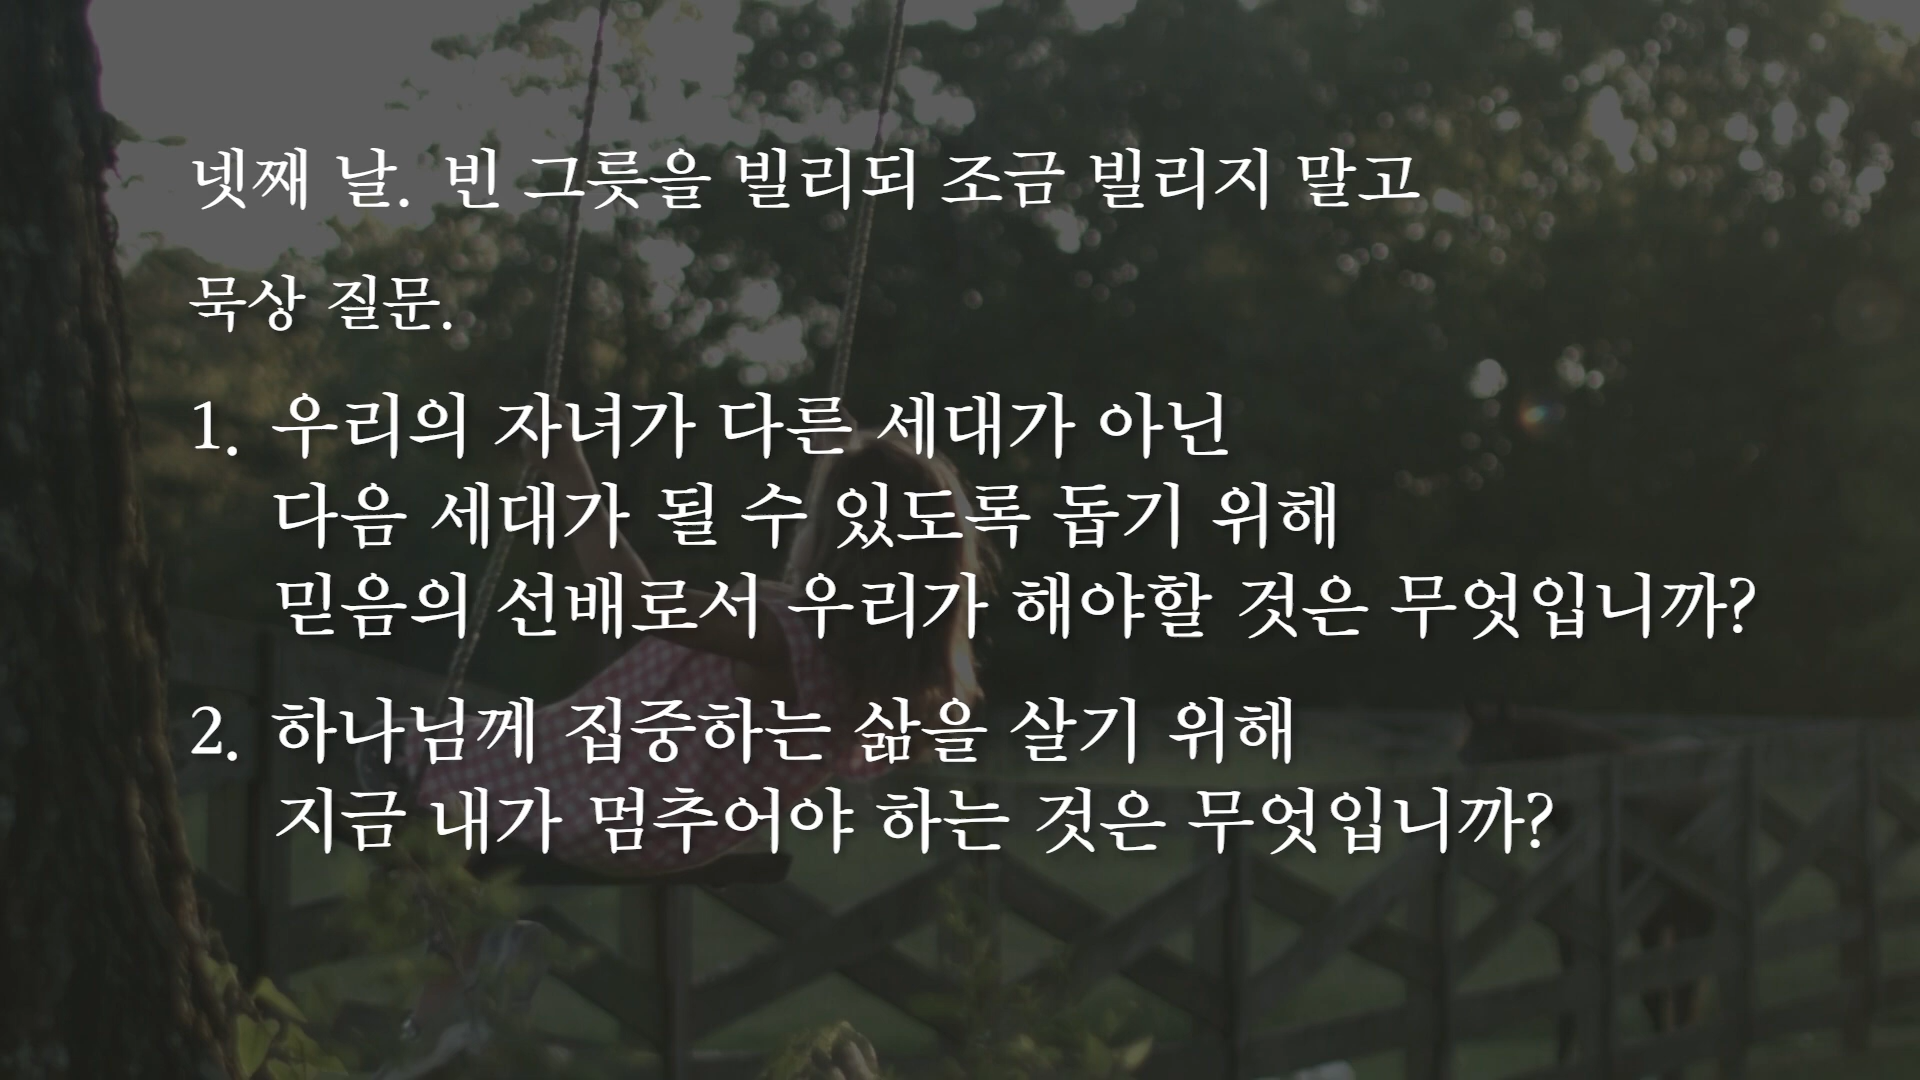 넷째 날. 빈 그릇을 빌리되 조금 빌리지 말고
묵상 질문.
1. 우리의 자녀가 다른 세대가 아닌
다음 세대가 될 수 있도록 돕기 위해
믿음의 선배로서 우리가 해야할 것은 무엇입니까?
2. 하나님께 집중하는 삶을 살기 위해
지금 내가 멈추어야 하는 것은 무엇입니까?